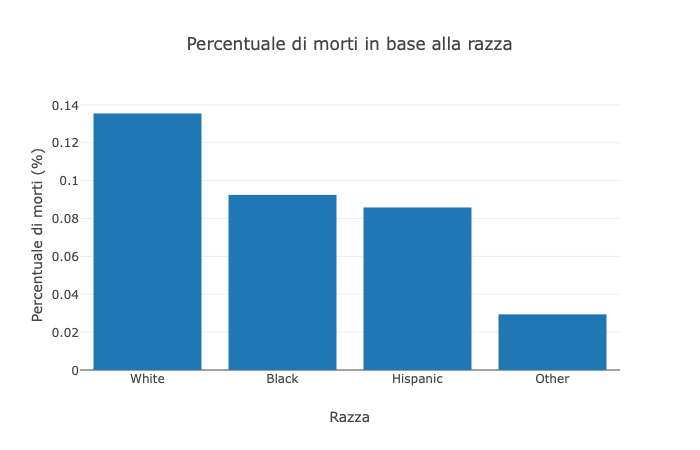 Percentuale di morti in base alla razza
Percentuale di morti (%)
0.14
0.12
0.1
0.08
0.06
0.04
0.02
0
White Black Hispanic Other
Razza